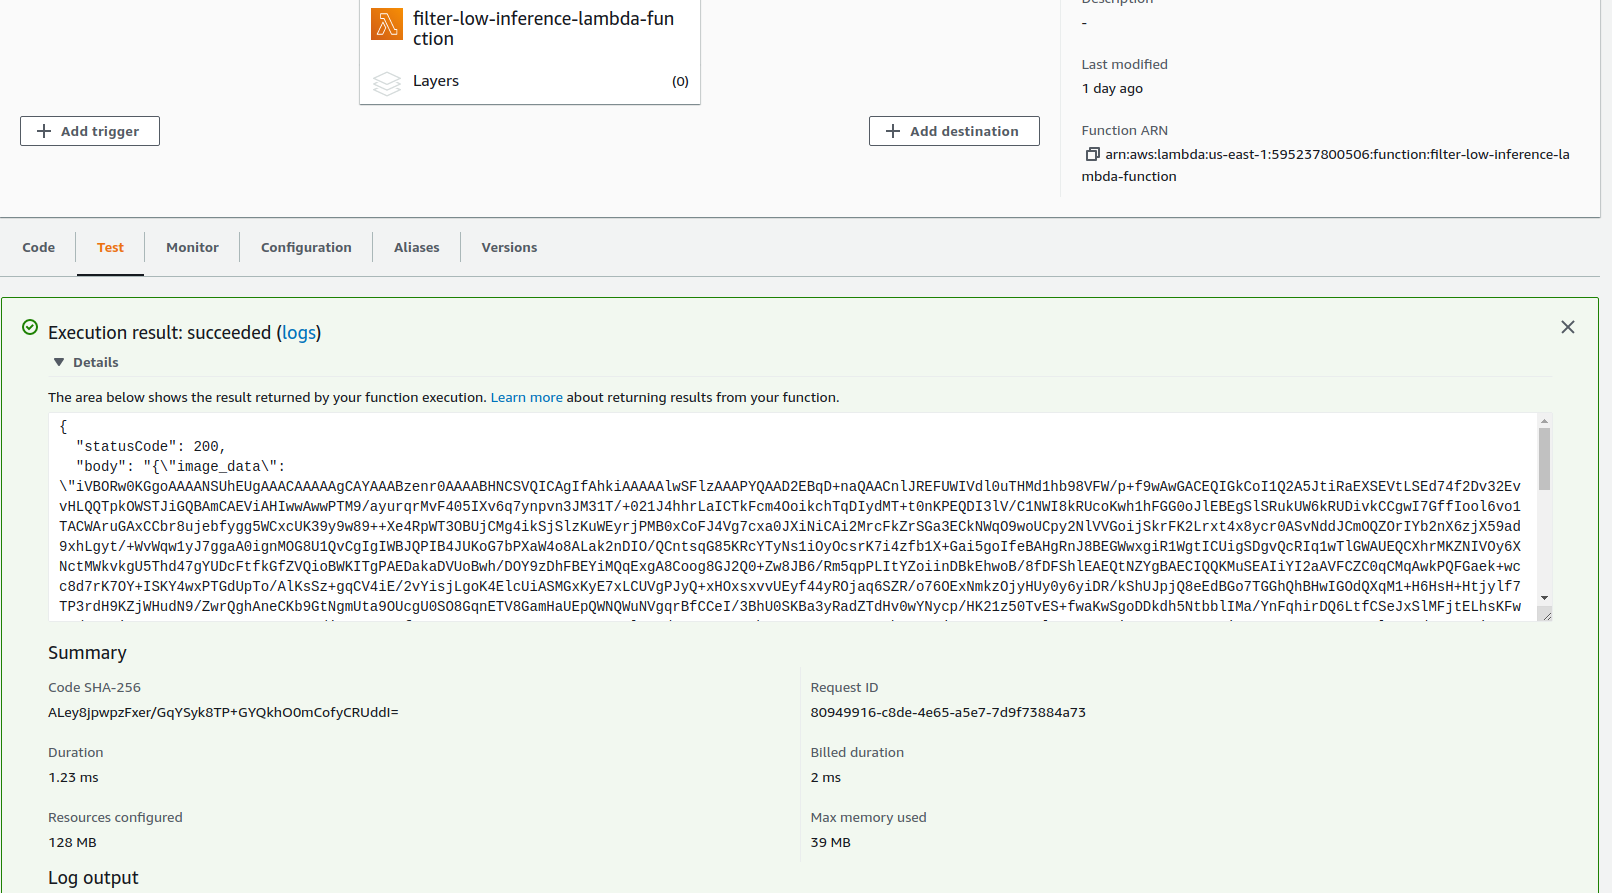 filter-low-inference-lambda-fun
ction
Layers
(0)
Add trigger
Add destination
Description
-
Last modified
1 day ago
Function ARN
arn:aws:lambda:us-east-1:595237800506:function:filter-low-inference-la
mbda-function
Code
Test
Monitor
Configuration
Aliases
Versions
Execution result: succeeded (logs)
Details
The area below shows the result returned by your function execution. Learn more about returning results from your function.
{
"statusCode": 200,
"body": "{\"image_data\":
\"iVBORw0KGgoAAAANSUhEUgAAACAAAAAgCAYAAABzenr0AAAABHNCSVQICAgIfAhkiAAAAAlwSFlzAAAPYQAAD2EBqD+naQAACnlJREFUWIVdl0uTHMd1hb98VFW/p+f9wAwGACEQIGkCoI1Q2A5JtiRaEXSEVtLSEd74f2Dv32Ev
vHLQQTpkOWSTJiGQBAmCAEViAHIwwAwwPTM9/ayurqrMvF405IXv6q7ynpvn3JM31T/+021J4hhrLaICTkFcm4OoikchTqDIydMT+t0nKPEQDI3lV/C1NWI8kRUcoKwh1hFGG0oJlEBEgSlSRukUW6kRUDivkCCgwI7GffIool6vo1
TACWAruGAxCCbr8ujebfygg5WCxcUK39y9w89++Xe4RpWT3OBUjCMg4ikSjSlzKuWEyrjPMB0xCoFJ4Vg7cxa0JXiNiCAi2MrcFkZrSGa3ECkNWqO9woUCpy2NlVVGoijSkrFK2Lrxt4x8ycr0ASvNddJCmOQZOrIYb2nX6zjX59ad
9xhLgyt/+WvWqw1yJ7ggaA0ignMOG8U1QvCgIgIWBJQPIB4JUKoG7bPXaW4o8ALak2nDIO/QCntsqG85KRcYTyNs1iOyOcsrK7i4zfb1X+Gai5goIfeBAHgRnJ8BEGWwxgiR1WgtICUigSDgvQcRIq1wTlGWAUEQCXhrMKZNIVOy6X
NctMWkvkgU5Thd47gYUDcFtfkGfZVQioBWKITgPAEDakaDVUoBwh/DOY9zDhFBEYiMQqExgA8Coog8GJ2Q0+Zw8JB6/Rm5qpPLItYZoiinDBkEhwoB/8fDFShlEAEQtNZYgBAECIQQKMuSEAIiYI2aAVFCZC0qCMqAwkPQFGaek+wc
c8d7rK7OY+ISKY4wxPTGdUpTo/AlKsSz+gqCV4iE/2vYisjLgoK4ElcUiASMGxKyE7xLCUVgPJyQ+xHOxsxvvUEyf44yROjaq6SZR/o76OExNmkzOjyHUy0y6yiDR/kShUJpjQ8eEdBGo7TGGhQhBHwIGOdQXqM1+H6HsH+Htjylf7
TP3rdH9KZjWHudN9/ZwrQghAneCKb9GtNgmUta9OUcgU0SO8GqnETV8GamHaUEpQWNQWuNVgqrBfCCeI/3BhU0SKBa3yRadZTdHv0wYNycp/HK21z50TvES+fwaKwSgoDDkdh5NtbblIMa/YnFqhirDQ6LtfCSeJxSlMFjtELhsKFw
Summary
Code SHA-256
ALey8jpwpzFxer/GqYSyk8TP+GYQkhO0mCofyCRUddI=
Request ID
80949916-c8de-4e65-a5e7-7d9f73884a73
Duration
1.23 ms
Billed duration
2 ms
Resources configured
128 MB
Max memory used
39 MB
Log output